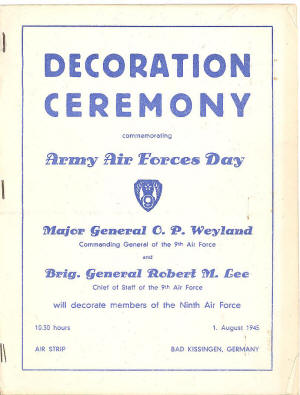 DECORATION
CEREMONY
commemorating
Army Air Forces Day
Major General O. P. Weyland
Commanding General of the 9th Air Force
and
Brig. General Robert M. Lee
Chief of Staff of the 9th Air Force
will decorate members of the Ninth Air Force
10.30 hours 1. August 1945
AIR STRIP BAD KISSINGEN, GERMANY